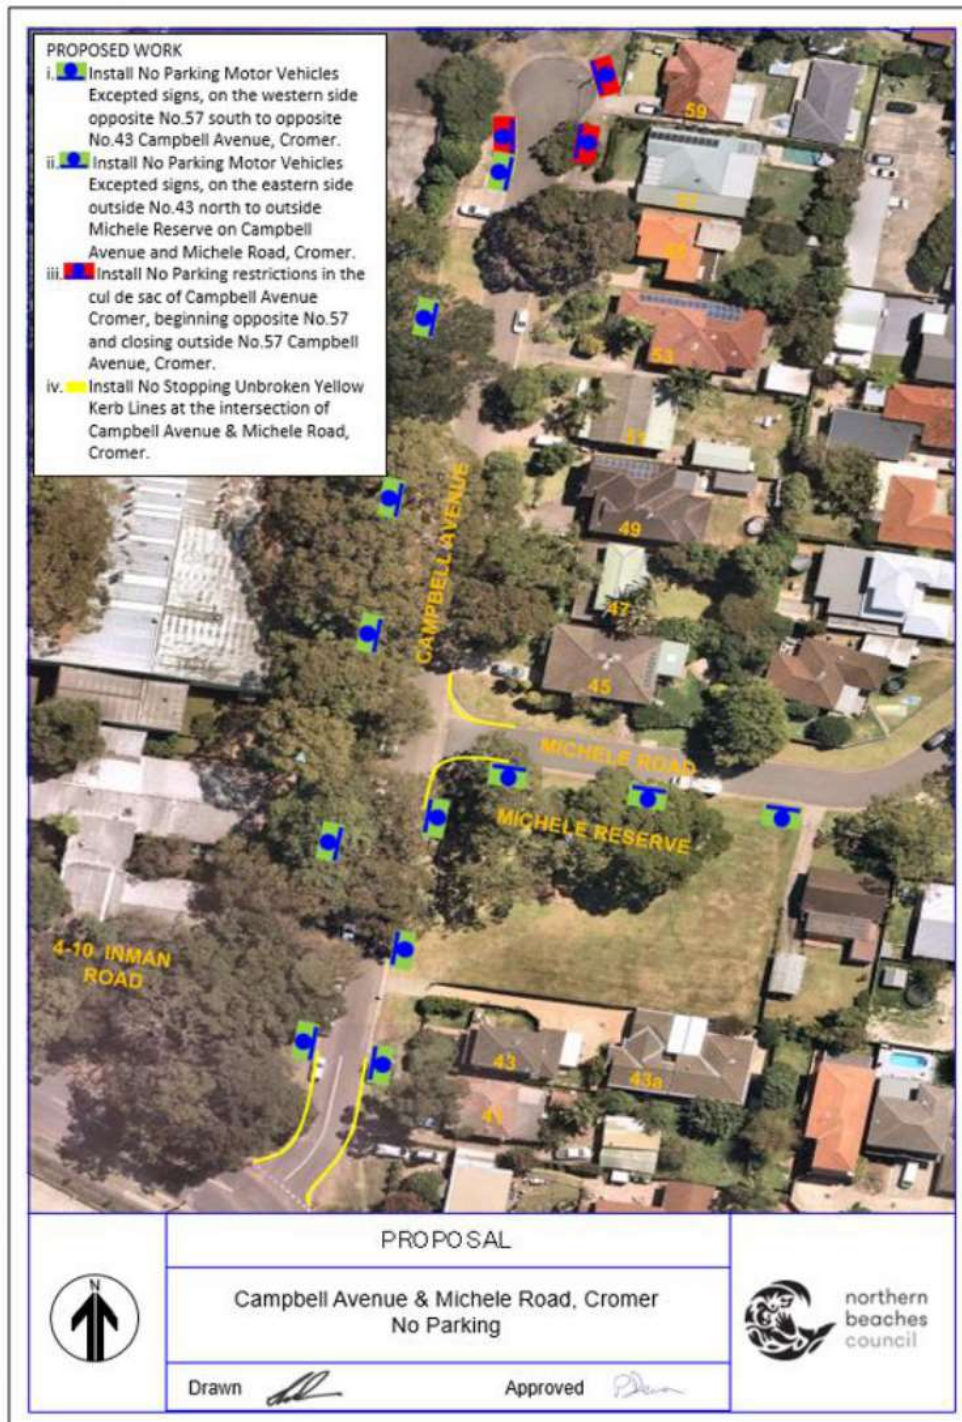 PROPOSED WORK
i. Install No Parking Motor Vehicles
Excepted signs, on the western side
opposite No.57 south to opposite
No.43 Campbell Avenue, Cromer.
ii. Install No Parking Motor Vehicles
Excepted signs, on the eastern side
outside No.43 north to outside
Michele Reserve on Campbell
Avenue and Michele Road, Cromer.
iii. Install No Parking restrictions in the
cul de sac of Campbell Avenue
Cromer, beginning opposite No.57
and closing outside No.57 Campbell
Avenue, Cromer.
iv. Install No Stopping Unbroken Yellow
Kerb Lines at the intersection of
Campbell Avenue & Michele Road,
Cromer.
59
57
55
53
51
49
CAMPBELL AVENUE
47
45
MICHELE ROAD
MICHELE RESERVE
4-10 INMAN
ROAD
43
43a
41
PROPOSAL
N
Campbell Avenue & Michele Road, Cromer
No Parking
northern
beaches
council
Drawn
Approved